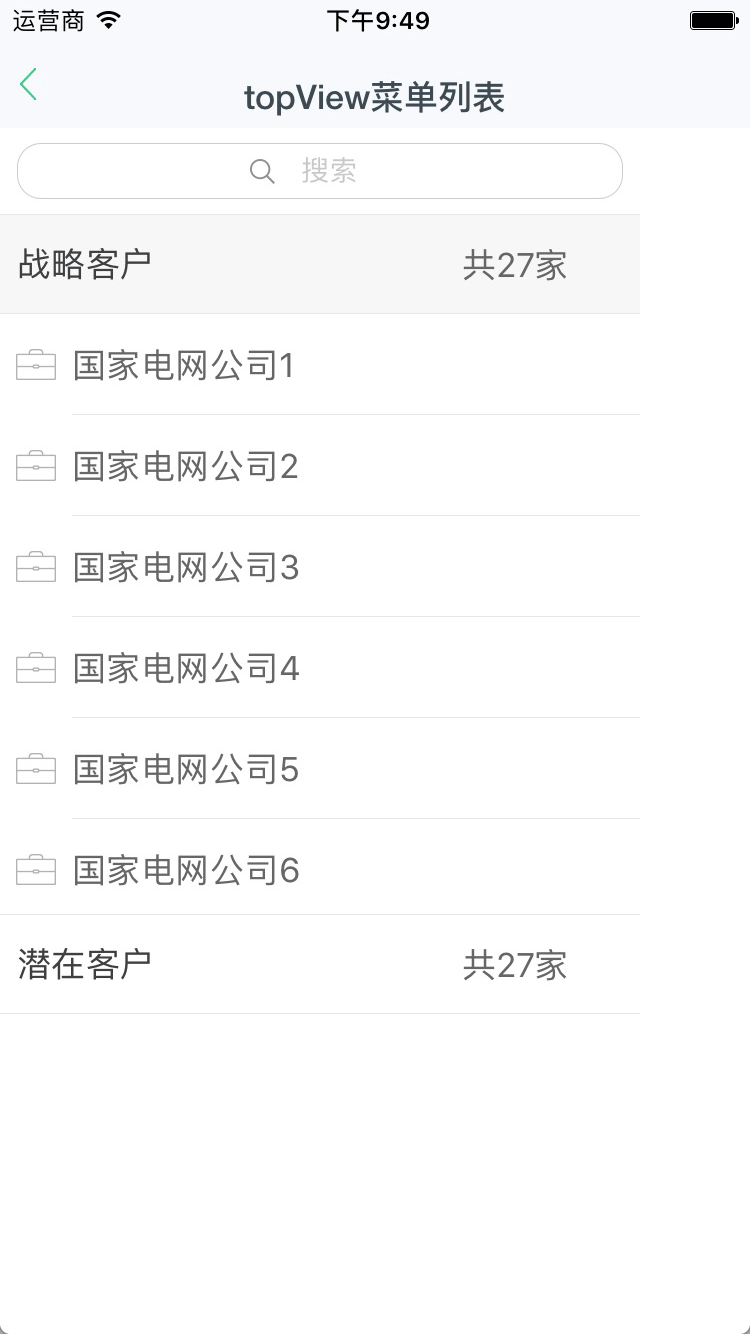 运营商 下午9:49
topView菜单列表
搜索
战略客户 共27家
国家电网公司1
国家电网公司2
国家电网公司3
国家电网公司4
国家电网公司5
国家电网公司6
潜在客户 共27家